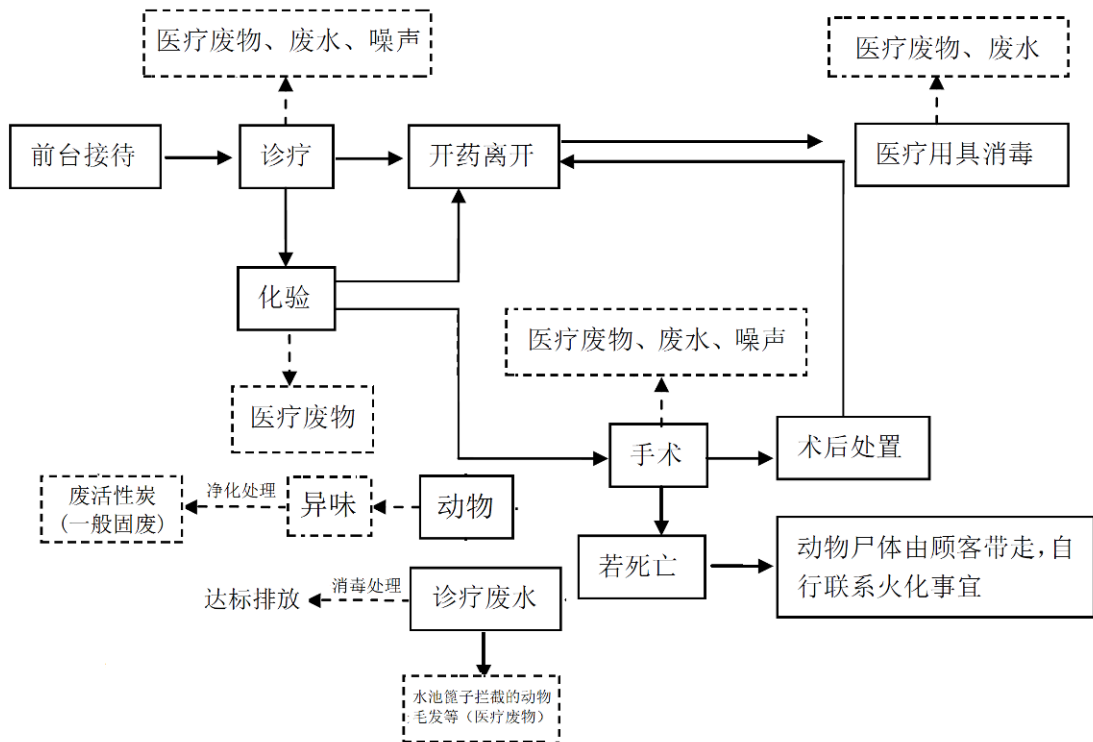 医疗废物、废水、噪声
医疗废物、废水
前台接待
诊疗
开药离开
医疗用具消毒
化验
医疗废物、废水、噪声
医疗废物
手术
术后处置
废活性炭
(一般固废)
净化处理
异味
动物
若死亡
动物尸体由顾客带走,自
行联系火化事宜
达标排放
消毒处理
诊疗废水
水池篦子拦截的动物
毛发等（医疗废物）